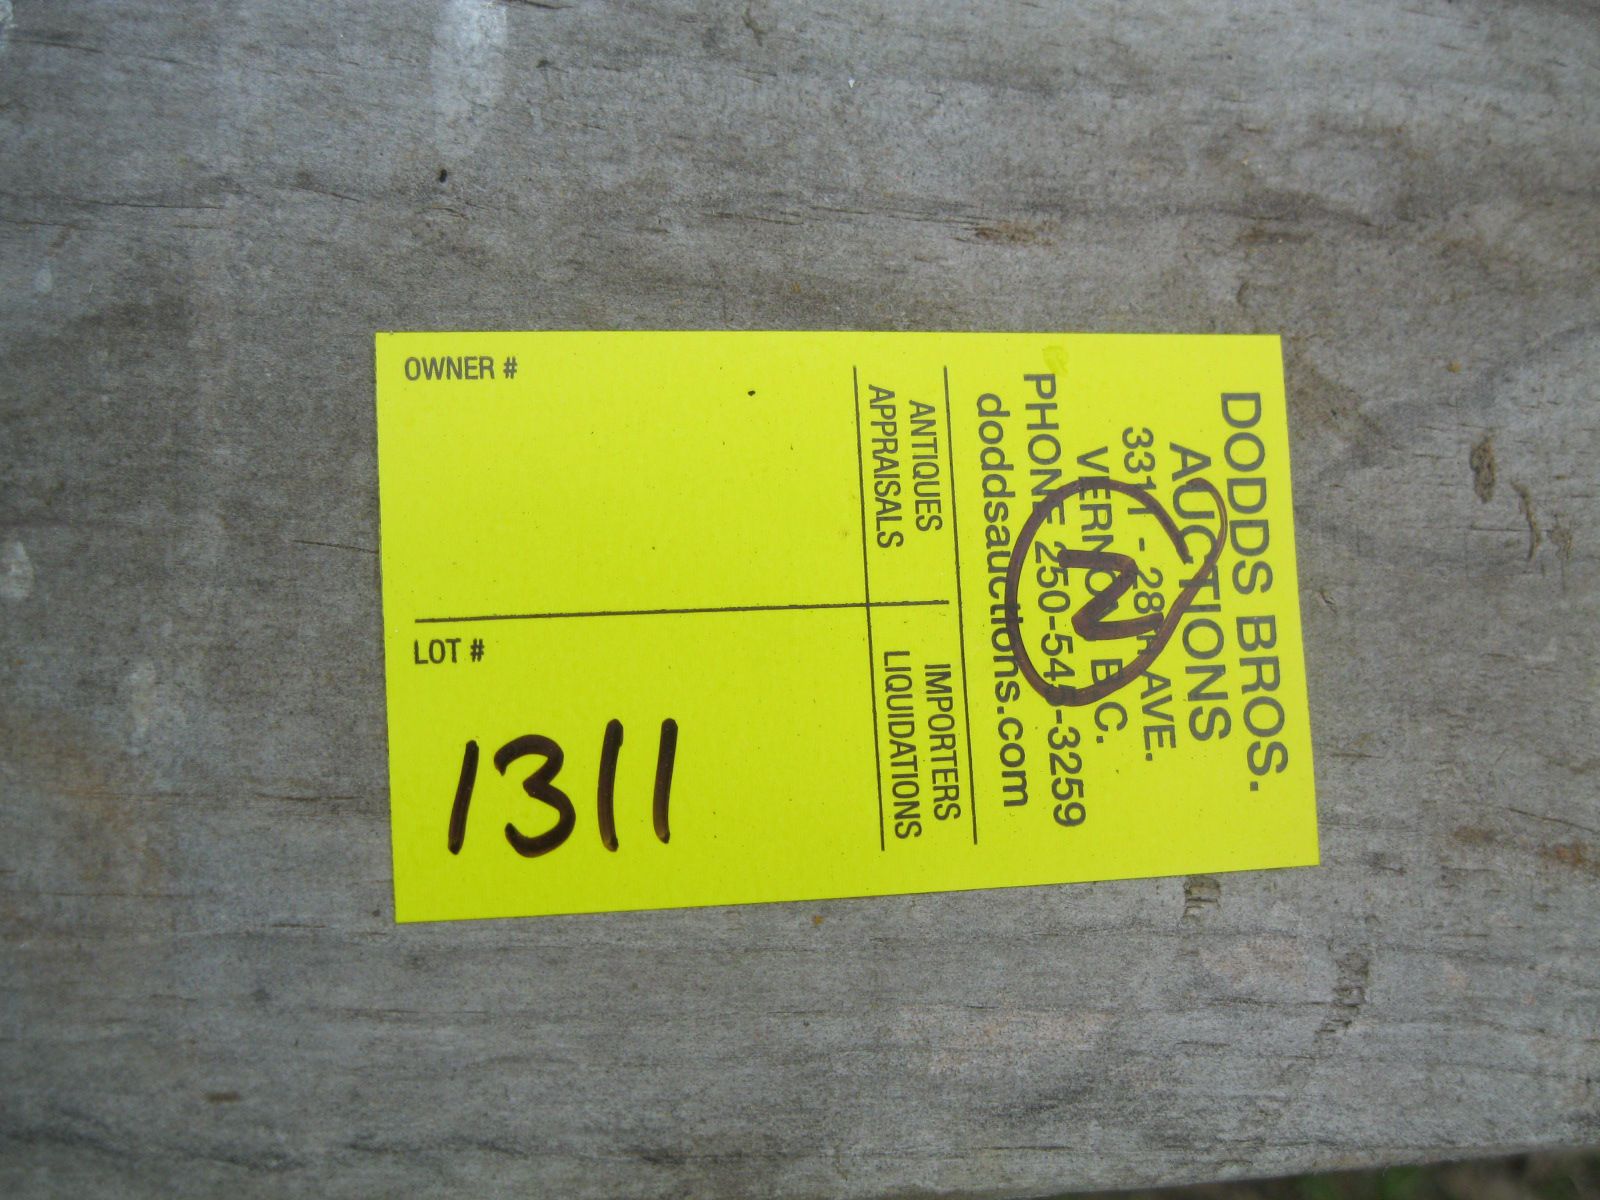 DODDS BROS.
AUCTIONS
3311 - 28TH AVE.
VERNON B.C.
PHONE 250-545-3259
doddsauctions.com
ANTIQUES
APPRAISALS
IMPORTERS
LIQUIDATIONS
OWNER #
LOT #
1311